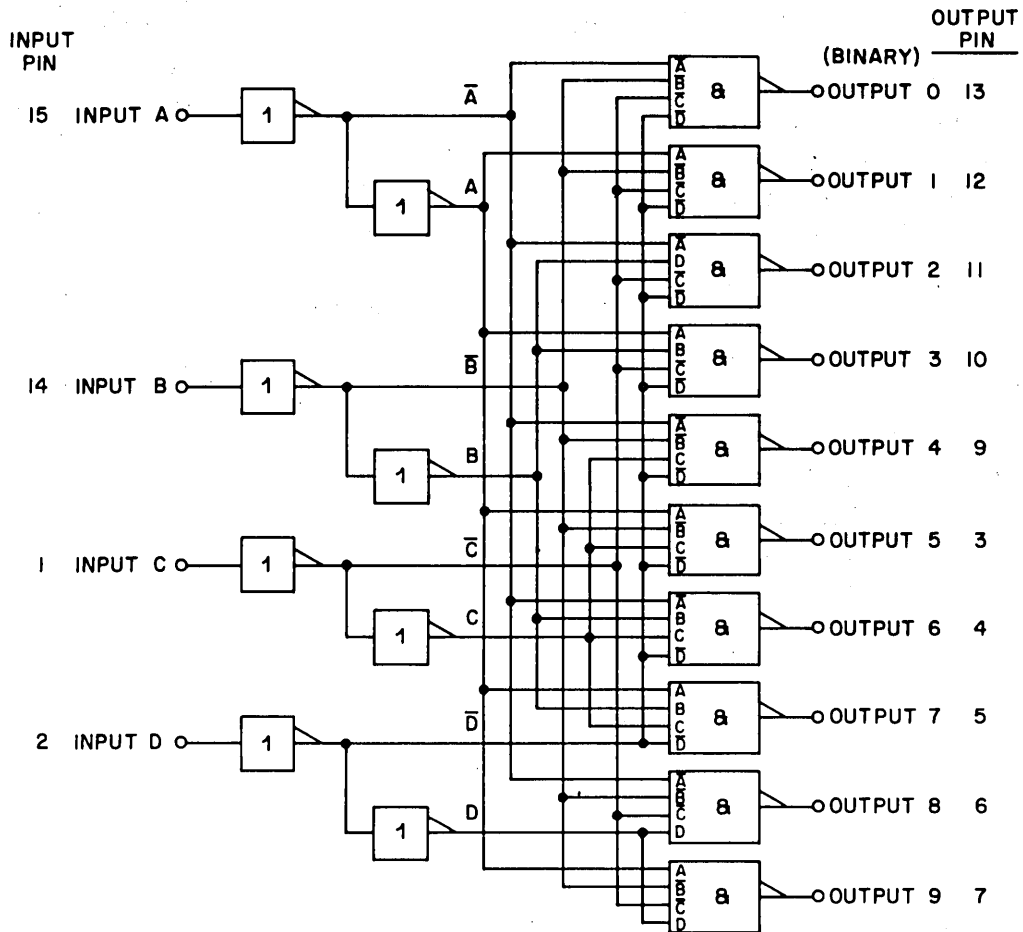 INPUT PIN
OUTPUT PIN
(BINARY)
15 INPUT A
1
A̅
1
A
14 INPUT B
1
B̅
1
B
1 INPUT C
1
C̅
1
C
2 INPUT D
1
D̅
1
D
A̅
B̅
C̅
D̅
&
OUTPUT 0 13
A
B̅
C̅
D̅
&
OUTPUT 1 12
A̅
D
C̅
D̅
&
OUTPUT 2 11
A
B
C̅
D̅
&
OUTPUT 3 10
A̅
B̅
C
D̅
&
OUTPUT 4 9
A
B̅
C
D̅
&
OUTPUT 5 3
A̅
B
C
D̅
&
OUTPUT 6 4
A
B
C
D̅
&
OUTPUT 7 5
A̅
B̅
C̅
D
&
OUTPUT 8 6
A
B̅
C̅
D
&
OUTPUT 9 7